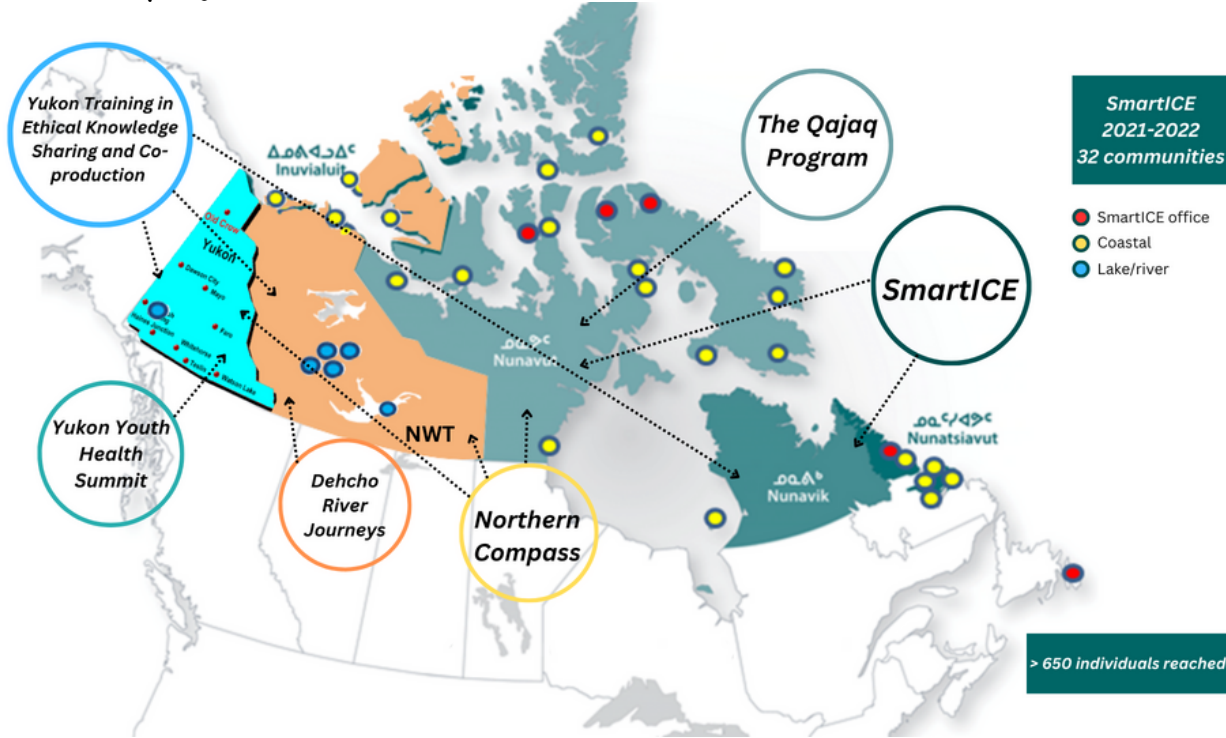 Yukon Training in
Ethical Knowledge
Sharing and Co-
production
ᐃᓄᕕᐊᓗᐃᑦ
Inuvialuit
The Qajaq
Program
SmartICE
2021-2022
32 communities
SmartICE office
Coastal
Lake/river
Old Crow
Yukon
Dawson City
Mayo
Faro
Haines Junction
Whitehorse
Teslin
Watson Lake
SmartICE
ᓄᓇᕗᑦ
Nunavut
ᓄᓇᑦᓯᐊᕗᑦ
Nunatsiavut
ᓄᓇᕕᒃ
Nunavik
Yukon Youth
Health
Summit
NWT
Dehcho
River
Journeys
Northern
Compass
> 650 individuals reached